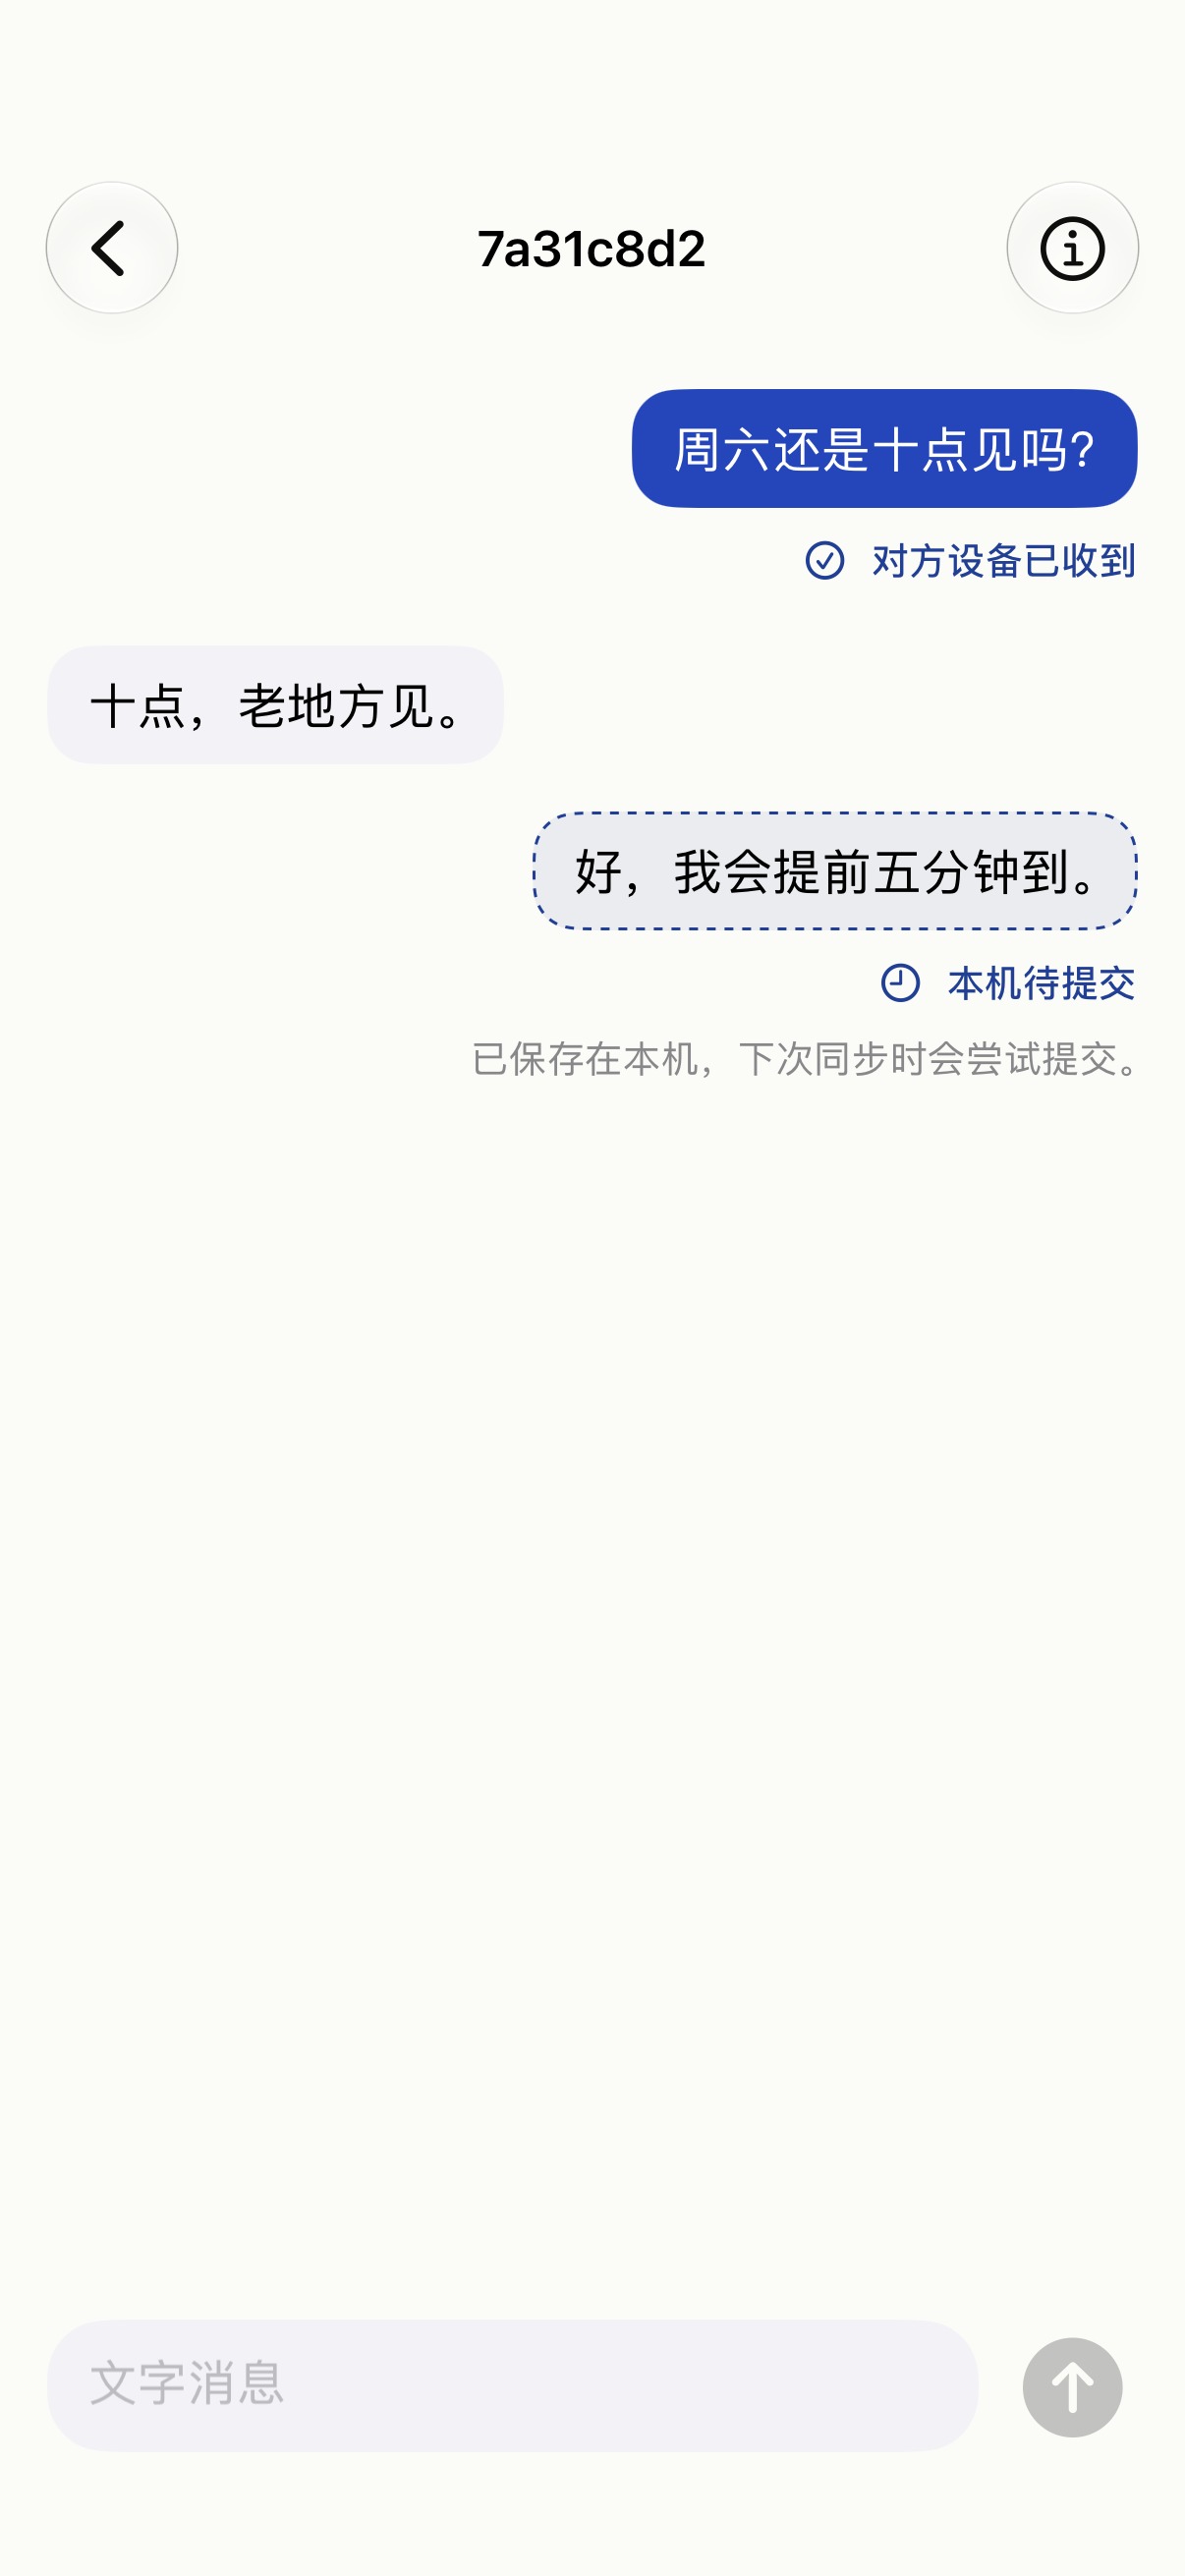 7a31c8d2
周六还是十点见吗?
对方设备已收到
十点，老地方见。
好，我会提前五分钟到。
本机待提交
已保存在本机，下次同步时会尝试提交。
文字消息